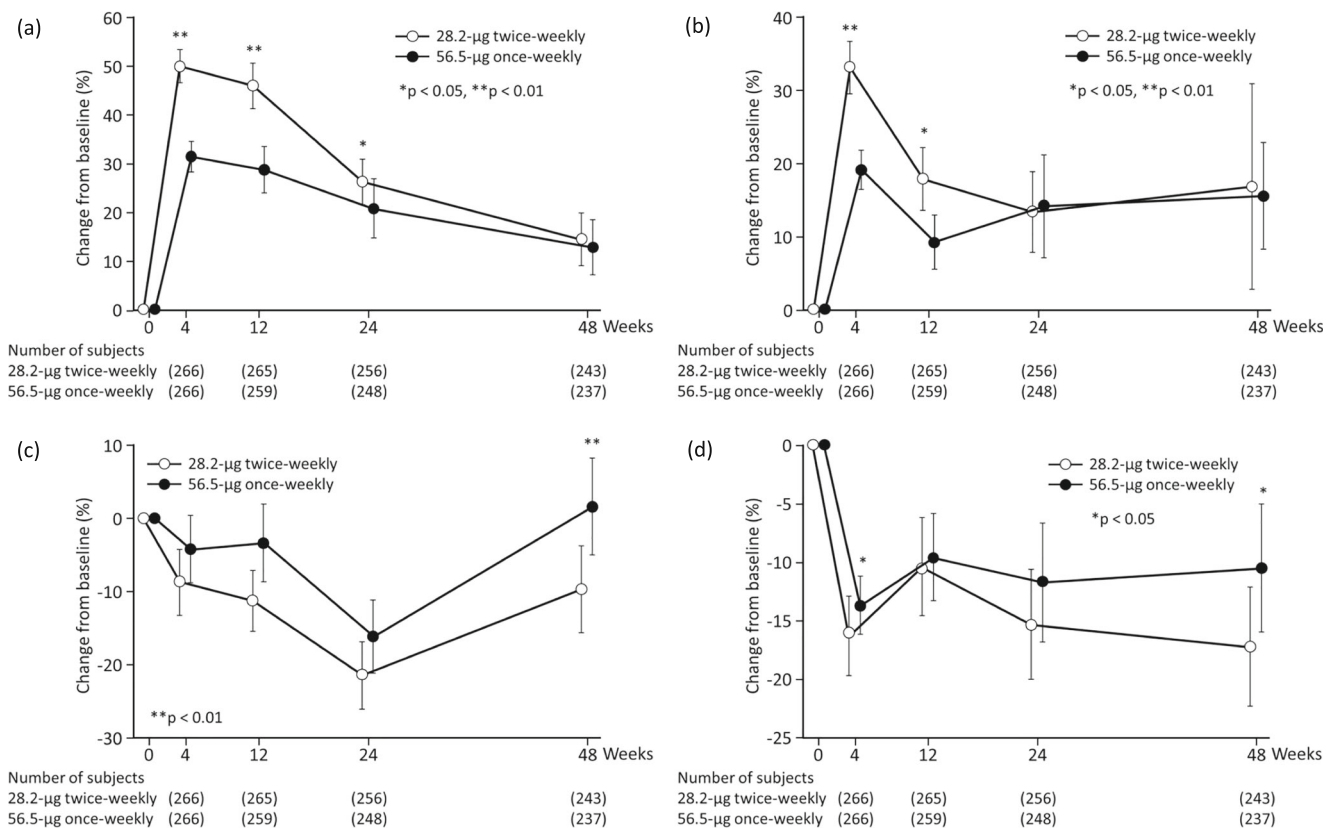 (a)
Change from baseline (%)
60
50
40
30
20
10
0
** ** *
28.2-µg twice-weekly
56.5-µg once-weekly
*p < 0.05, **p < 0.01
0 4 12 24 48 Weeks
Number of subjects
28.2-µg twice-weekly (266) (265) (256) (243)
56.5-µg once-weekly (266) (259) (248) (237)
(b)
Change from baseline (%)
40
30
20
10
0
** *
28.2-µg twice-weekly
56.5-µg once-weekly
*p < 0.05, **p < 0.01
0 4 12 24 48 Weeks
Number of subjects
28.2-µg twice-weekly (266) (265) (256) (243)
56.5-µg once-weekly (266) (259) (248) (237)
(c)
Change from baseline (%)
10
0
-10
-20
-30
28.2-µg twice-weekly
56.5-µg once-weekly
**
**p < 0.01
0 4 12 24 48 Weeks
Number of subjects
28.2-µg twice-weekly (266) (265) (256) (243)
56.5-µg once-weekly (266) (259) (248) (237)
(d)
Change from baseline (%)
0
-5
-10
-15
-20
-25
28.2-µg twice-weekly
56.5-µg once-weekly
*p < 0.05
* *
0 4 12 24 48 Weeks
Number of subjects
28.2-µg twice-weekly (266) (265) (256) (243)
56.5-µg once-weekly (266) (259) (248) (237)